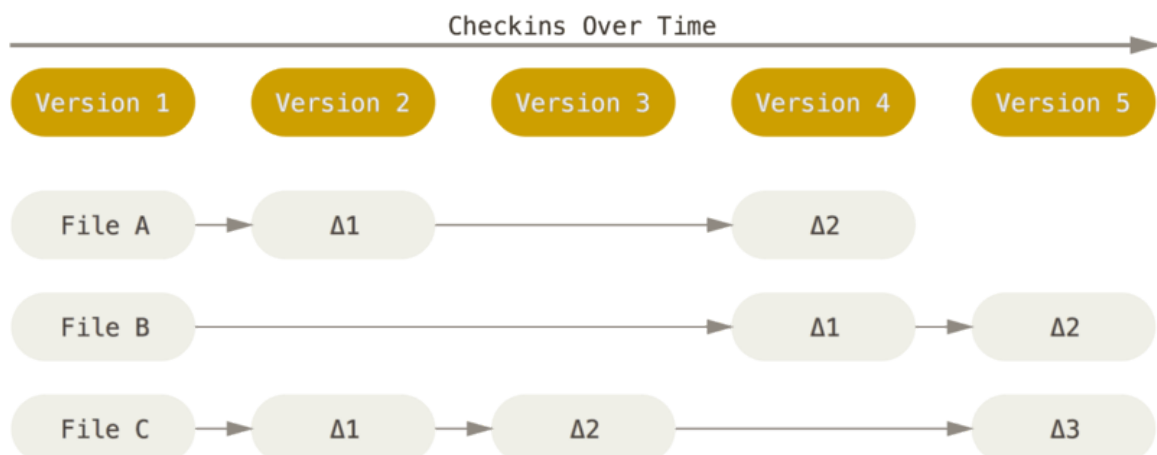 Checkins Over Time
Version 1 Version 2 Version 3 Version 4 Version 5
File A Δ1 Δ2
File B Δ1 Δ2
File C Δ1 Δ2 Δ3